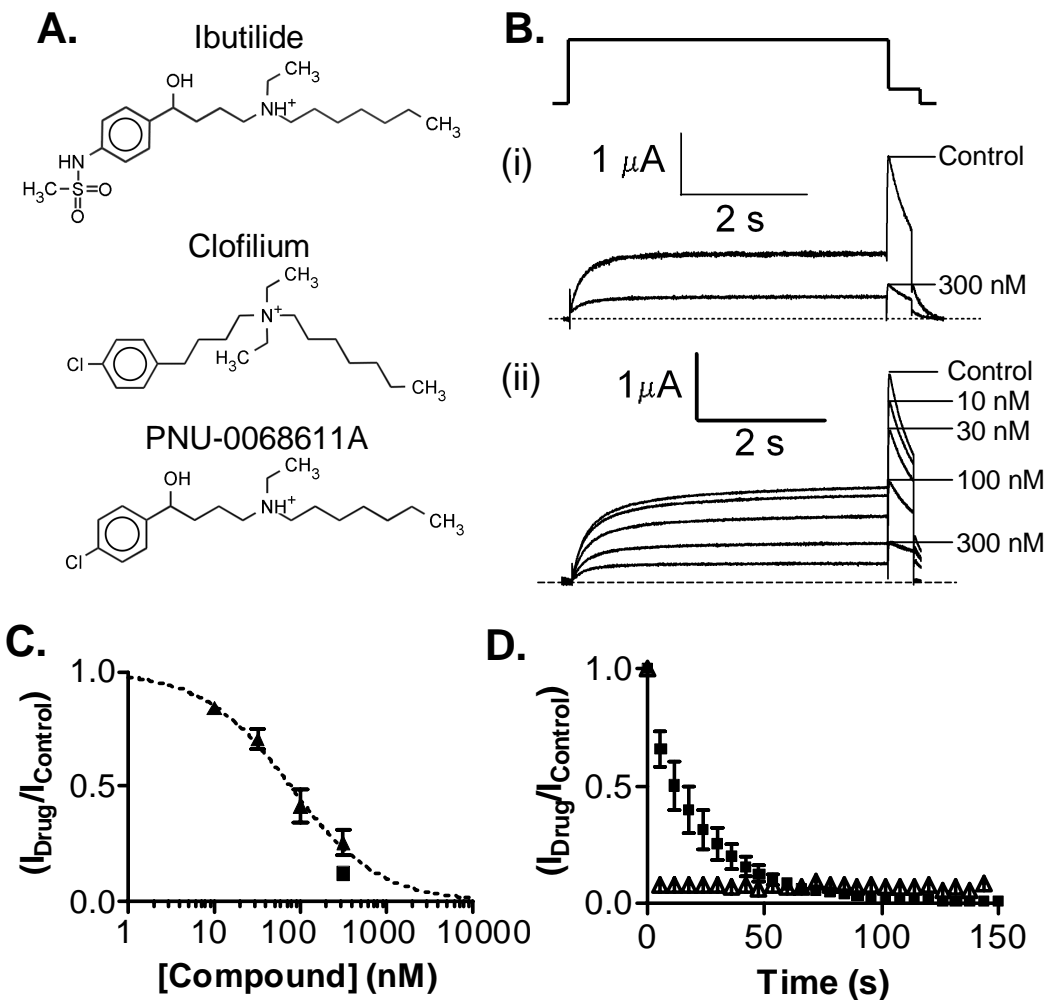 A.
Ibutilide
OH
CH3
NH+
CH3
HN
H3C S=O
O
Clofilium
CH3
N+
Cl
H3C
CH3
PNU-0068611A
OH
CH3
NH+
CH3
Cl
B.
(i)
1 μA
2 s
Control
300 nM
(ii)
1μA
2 s
Control
10 nM
30 nM
100 nM
300 nM
C.
(IDrug/IControl)
1.0
0.5
0.0
1 10 100 1000 10000
[Compound] (nM)
D.
(IDrug/IControl)
1.0
0.5
0.0
0 50 100 150
Time (s)